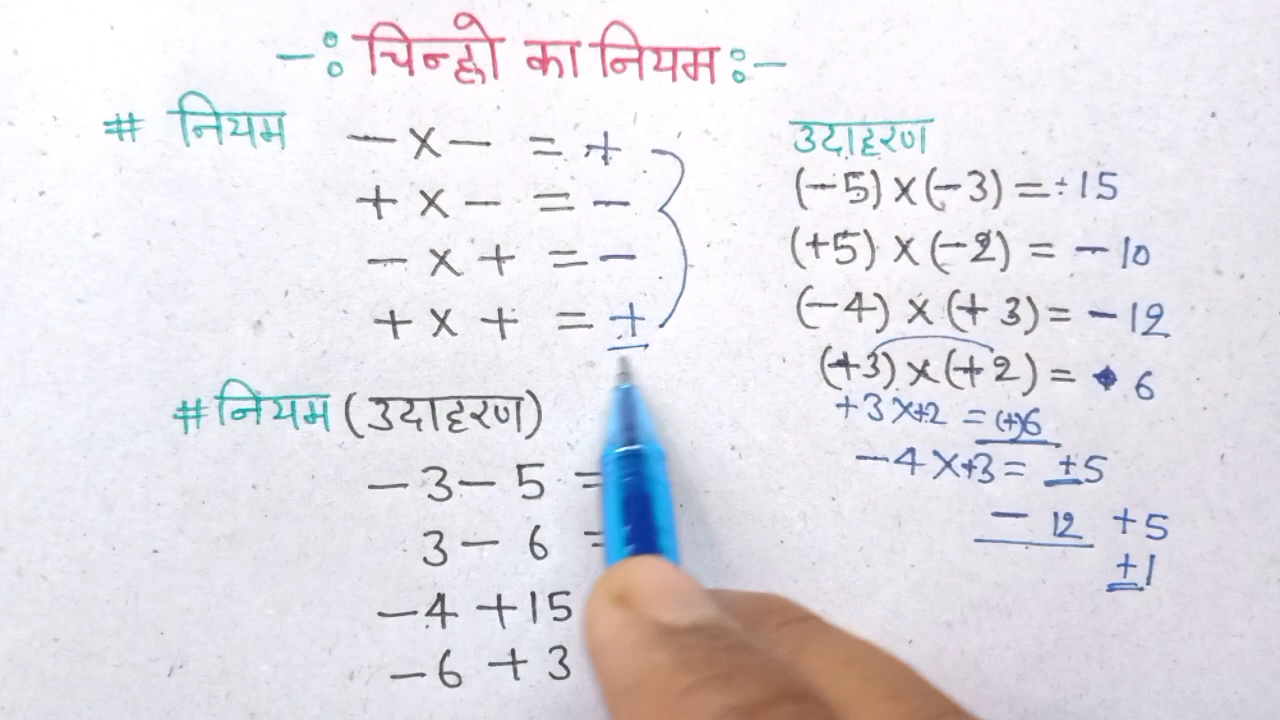 -: चिन्हो का नियम :-
# नियम
- x - = +
+ x - = -
- x + = -
+ x + = +
उदाहरण
(-5) x (-3) = +15
(+5) x (-2) = -10
(-4) x (+3) = -12
(+3) x (+2) = + 6
+3 x +2 = (+)6
-4 x +3 = ±5
- 12 +5
±1
# नियम (उदाहरण)
-3 - 5 =
3 - 6 =
-4 + 15
-6 + 3